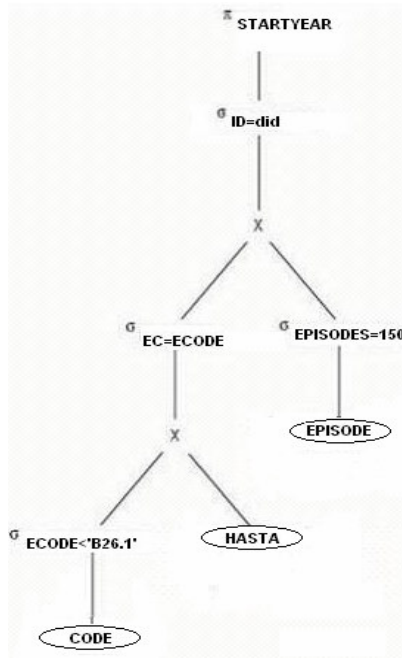 π STARTYEAR
σ ID=did
X
σ EC=ECODE
σ EPISODES=150
X
EPISODE
σ ECODE<'B26.1'
HASTA
CODE